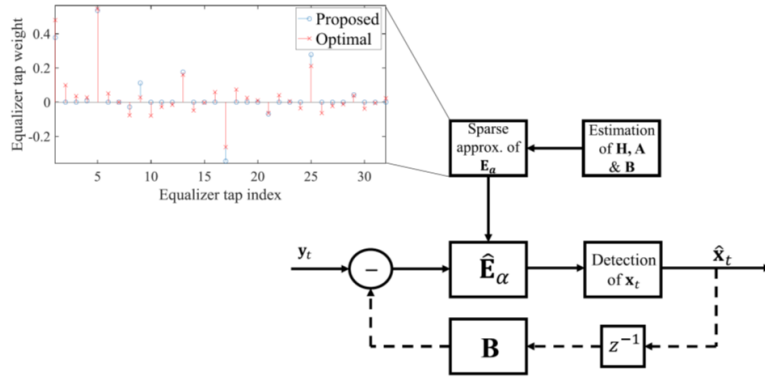 Proposed
Optimal
0.4
0.2
0
-0.2
Equalizer tap weight
5 10 15 20 25 30
Equalizer tap index
Sparse
approx. of
E_a
Estimation
of H, A
& B
y_t
−
Ê_α
Detection
of x_t
x̂_t
B
z⁻¹